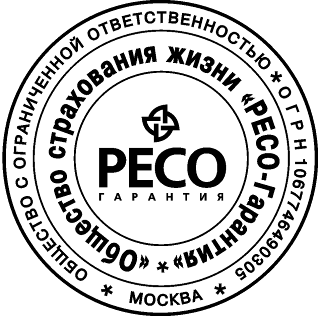 ОБЩЕСТВО С ОГРАНИЧЕННОЙ ОТВЕТСТВЕННОСТЬЮ * ОГРН 1067746490305 * МОСКВА *
«Общество страхования жизни «РЕСО-Гарантия» *
РЕСО
ГАРАНТИЯ